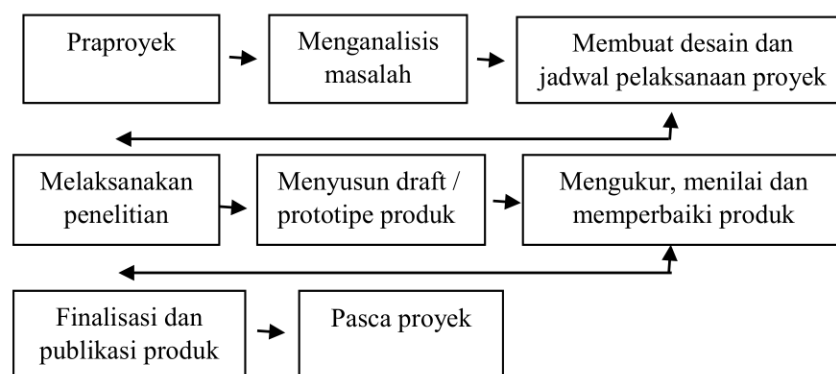 Praproyek
Menganalisis
masalah
Membuat desain dan
jadwal pelaksanaan proyek
Melaksanakan
penelitian
Menyusun draft /
prototipe produk
Mengukur, menilai dan
memperbaiki produk
Finalisasi dan
publikasi produk
Pasca proyek